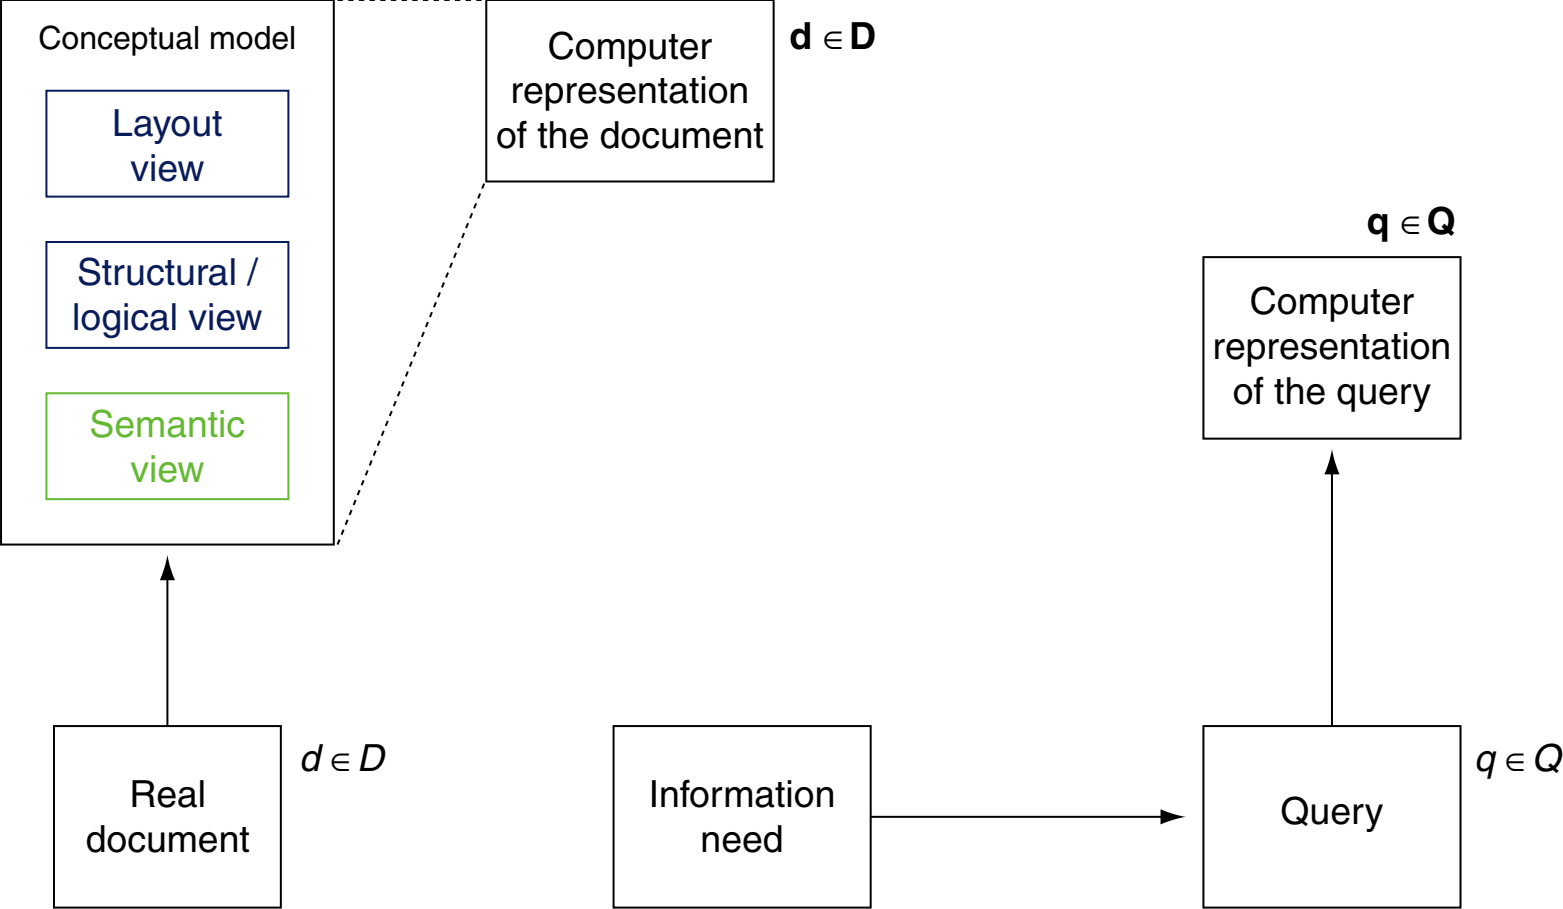 Conceptual model
Layout
view
Structural /
logical view
Semantic
view
Computer
representation
of the document
d ∈ D
q ∈ Q
Computer
representation
of the query
Real
document
d ∈ D
Information
need
Query
q ∈ Q